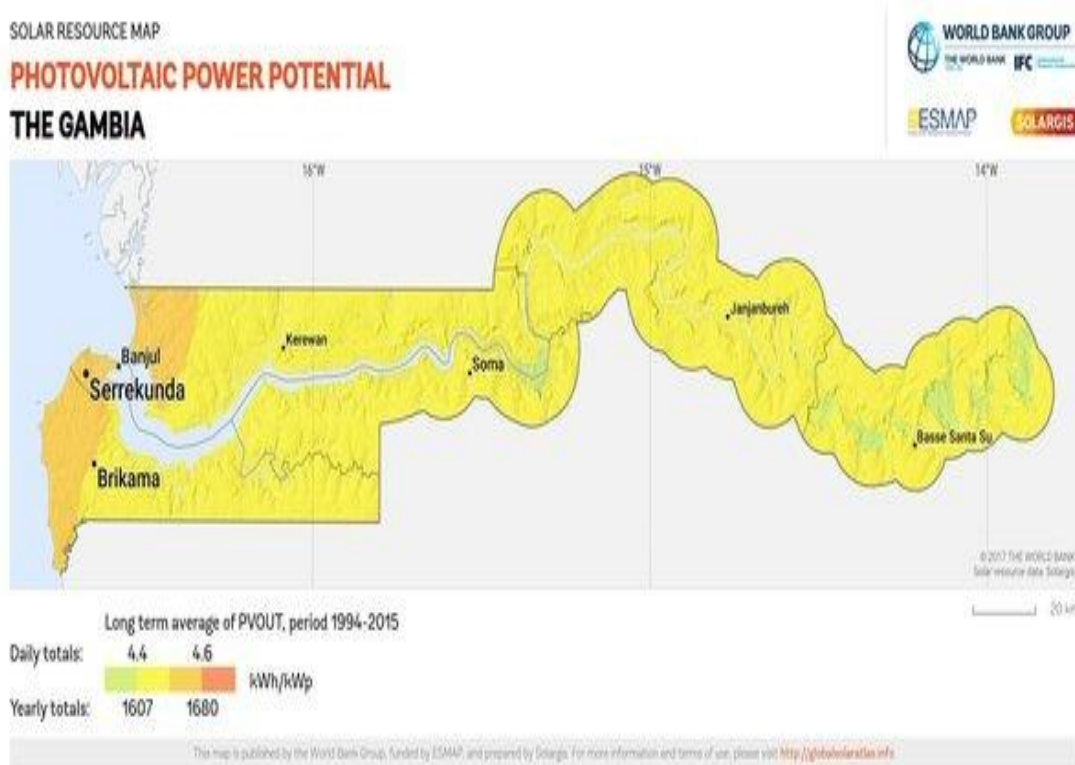 SOLAR RESOURCE MAP
PHOTOVOLTAIC POWER POTENTIAL
THE GAMBIA
WORLD BANK GROUP
THE WORLD BANK IFC
ESMAP SOLARGIS
16°W 15°W 14°W
Kerewan
Janjanbureh
Banjul
Soma
Serrekunda
Basse Santa Su
Brikama
© 2017 THE WORLD BANK
Solar resource data: Solargis
20 km
Long term average of PVOUT, period 1994-2015
Daily totals: 4.4 4.6
kWh/kWp
Yearly totals: 1607 1680
This map is published by the World Bank Group, funded by ESMAP, and prepared by Solargis. For more information and terms of use, please visit http://globalsolaratlas.info